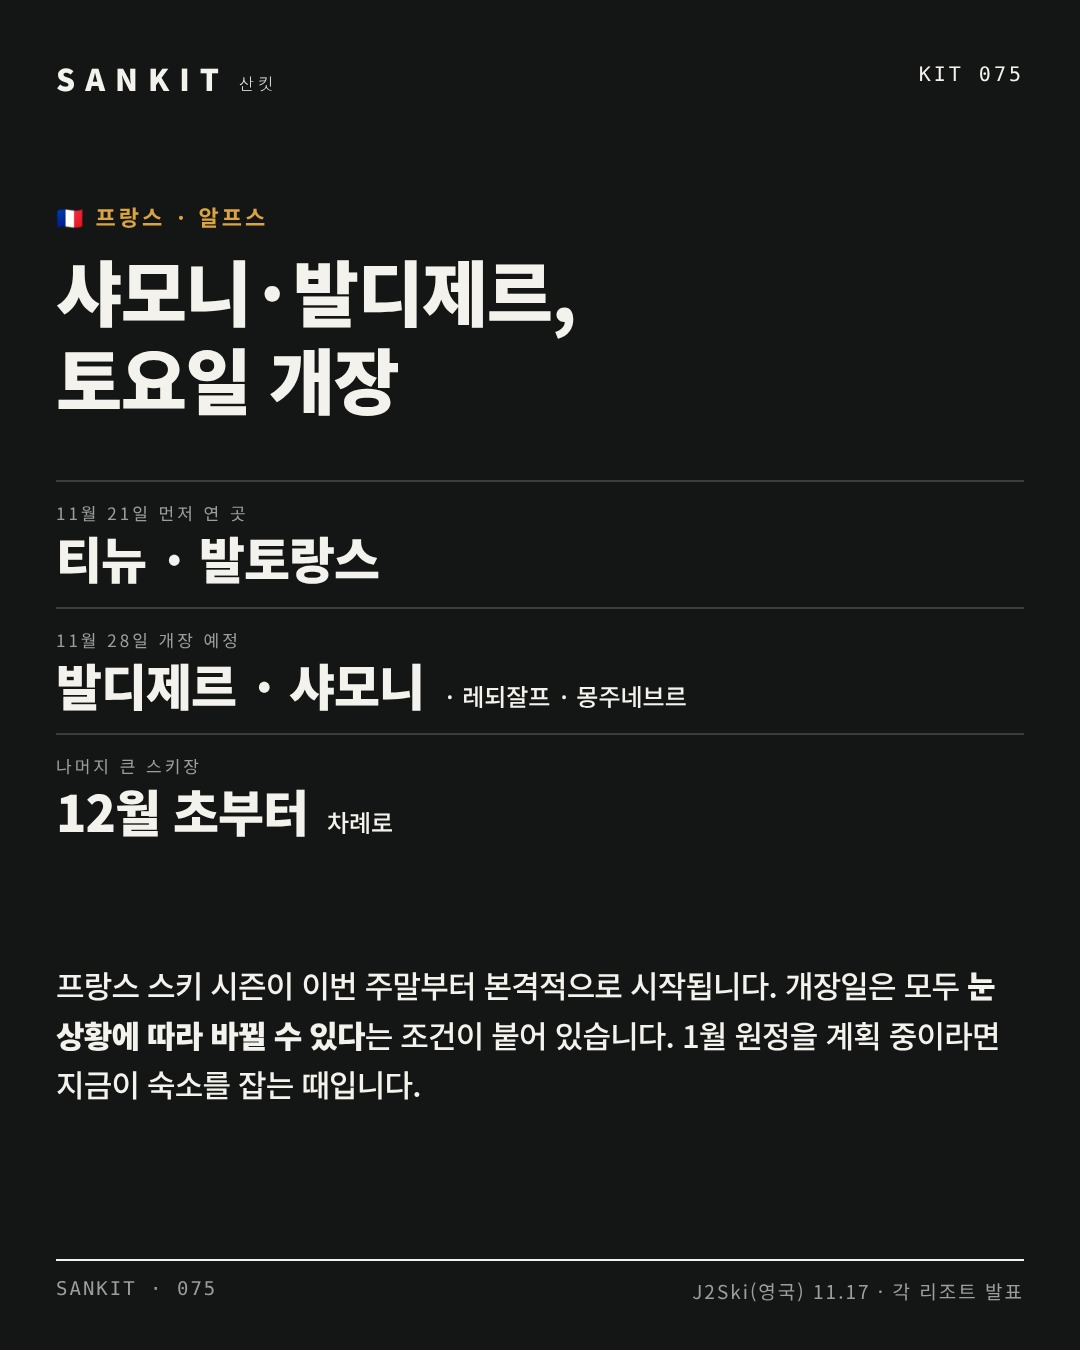 SANKIT 산킷
KIT 075
🇫🇷 프랑스 · 알프스
샤모니·발디제르,
토요일 개장
11월 21일 먼저 연 곳
티뉴 · 발토랑스
11월 28일 개장 예정
발디제르 · 샤모니 · 레되잘프 · 몽주네브르
나머지 큰 스키장
12월 초부터 차례로
프랑스 스키 시즌이 이번 주말부터 본격적으로 시작됩니다. 개장일은 모두 눈
상황에 따라 바뀔 수 있다는 조건이 붙어 있습니다. 1월 원정을 계획 중이라면
지금이 숙소를 잡는 때입니다.
SANKIT · 075
J2Ski(영국) 11.17 · 각 리조트 발표